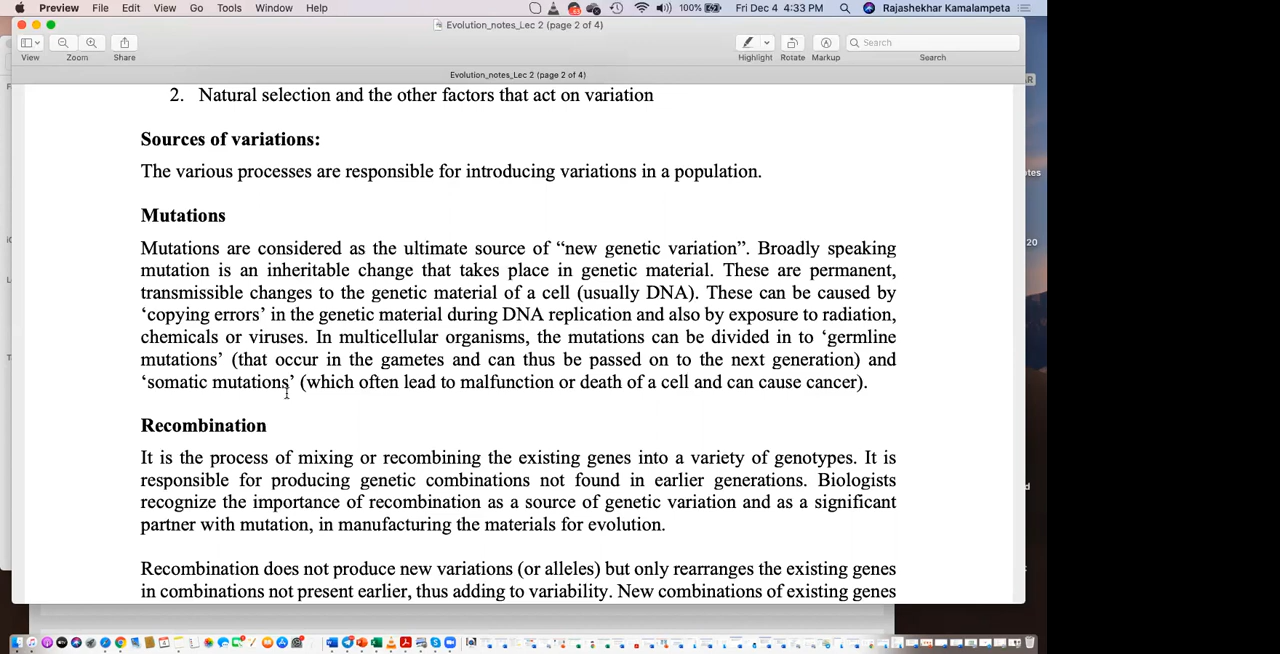 Preview File Edit View Go Tools Window Help 100% Fri Dec 4 4:33 PM Rajashekhar Kamalampeta
Evolution_notes_Lec 2 (page 2 of 4)
Search
View Zoom Share Highlight Rotate Markup Search
Evolution_notes_Lec 2 (page 2 of 4)
2. Natural selection and the other factors that act on variation
Sources of variations:
The various processes are responsible for introducing variations in a population.
Mutations
Mutations are considered as the ultimate source of “new genetic variation”. Broadly speaking
mutation is an inheritable change that takes place in genetic material. These are permanent,
transmissible changes to the genetic material of a cell (usually DNA). These can be caused by
‘copying errors’ in the genetic material during DNA replication and also by exposure to radiation,
chemicals or viruses. In multicellular organisms, the mutations can be divided in to ‘germline
mutations’ (that occur in the gametes and can thus be passed on to the next generation) and
‘somatic mutations’ (which often lead to malfunction or death of a cell and can cause cancer).
Recombination
It is the process of mixing or recombining the existing genes into a variety of genotypes. It is
responsible for producing genetic combinations not found in earlier generations. Biologists
recognize the importance of recombination as a source of genetic variation and as a significant
partner with mutation, in manufacturing the materials for evolution.
Recombination does not produce new variations (or alleles) but only rearranges the existing genes
in combinations not present earlier, thus adding to variability. New combinations of existing genes